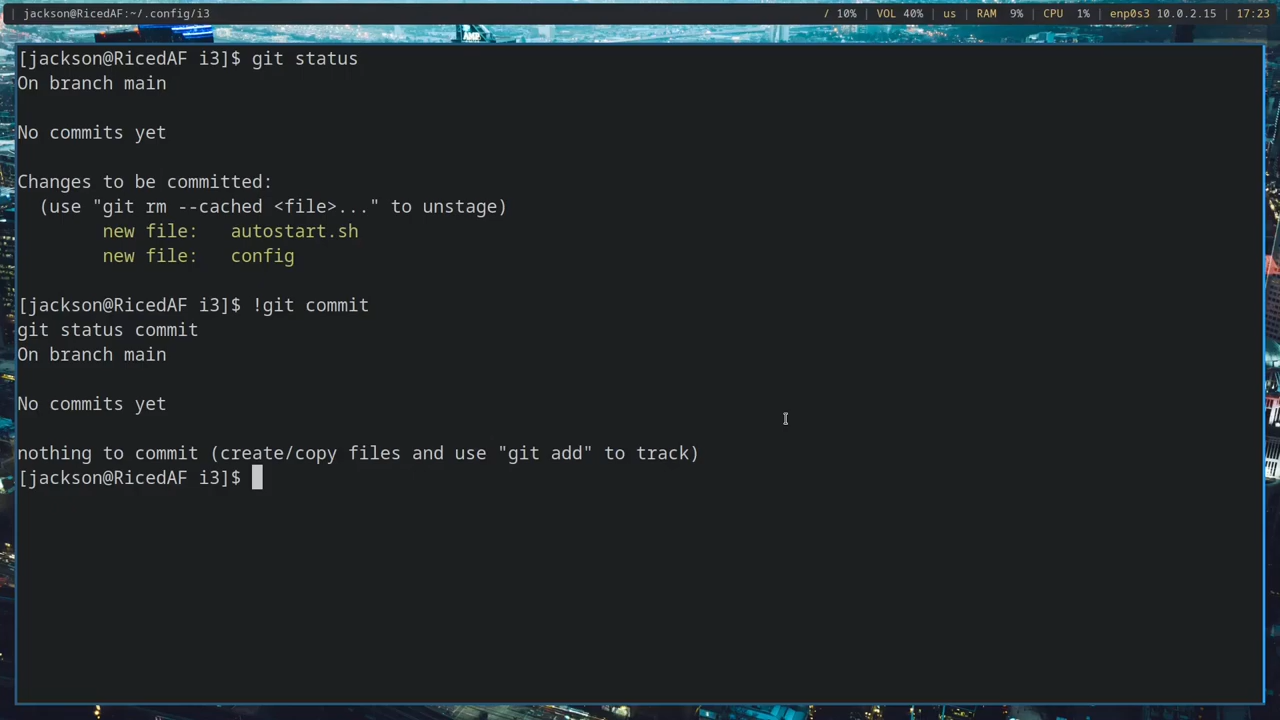 jackson@RicedAF:~/.config/i3
/ 10% | VOL 40% | us | RAM 9% | CPU 1% | enp0s3 10.0.2.15 | 17:23
AMP
[jackson@RicedAF i3]$ git status
On branch main
No commits yet
Changes to be committed:
(use "git rm --cached <file>..." to unstage)
new file: autostart.sh
new file: config
[jackson@RicedAF i3]$ !git commit
git status commit
On branch main
No commits yet
nothing to commit (create/copy files and use "git add" to track)
[jackson@RicedAF i3]$